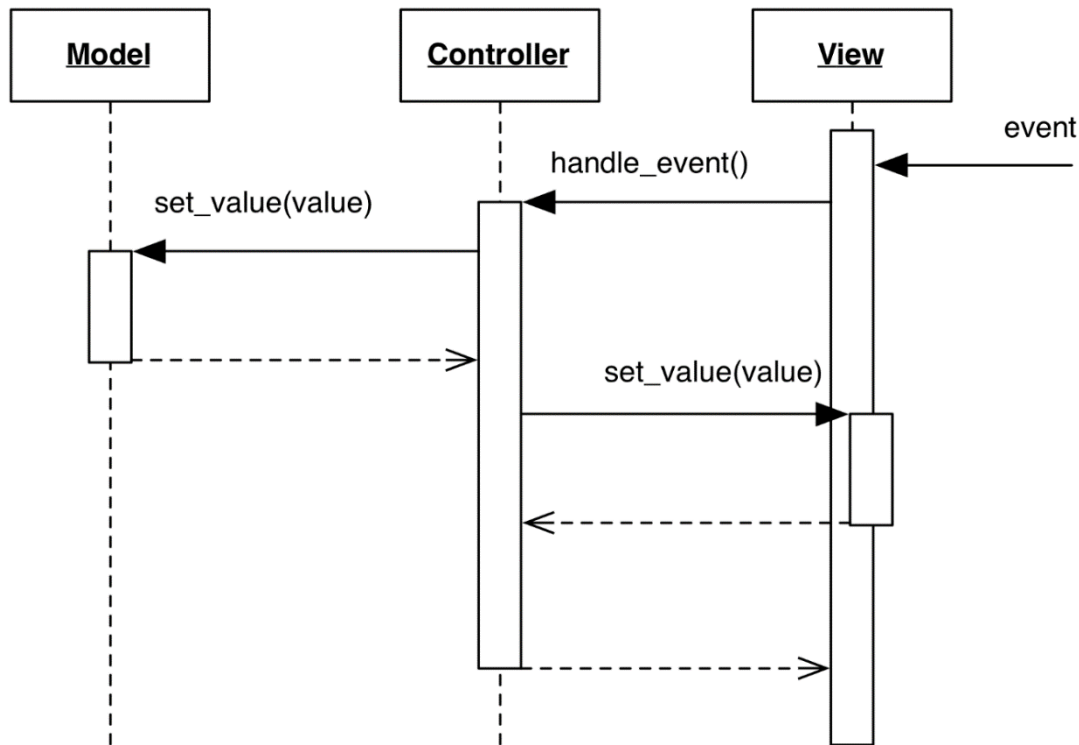 Model
Controller
View
event
handle_event()
set_value(value)
set_value(value)